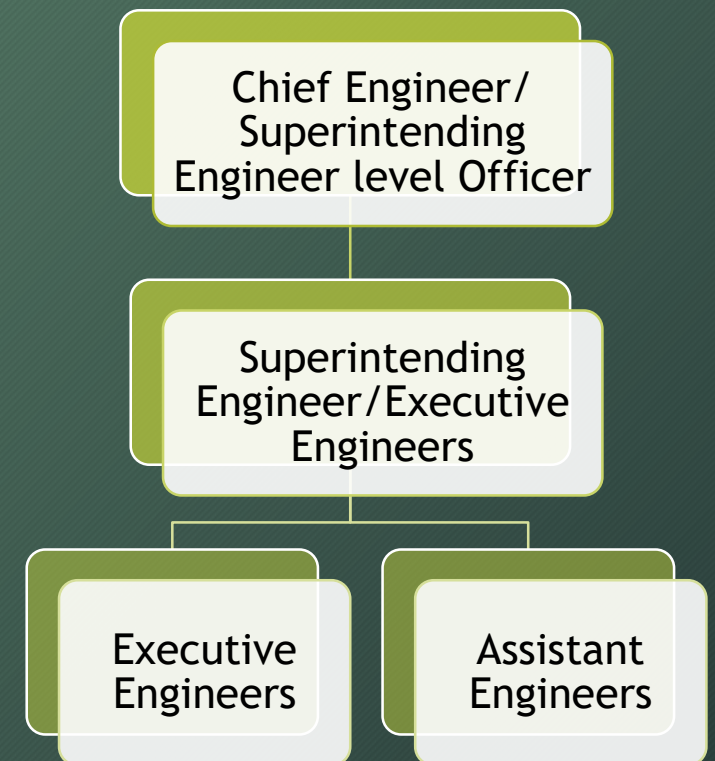 Chief Engineer/
Superintending
Engineer level Officer
Superintending
Engineer/Executive
Engineers
Executive
Engineers
Assistant
Engineers